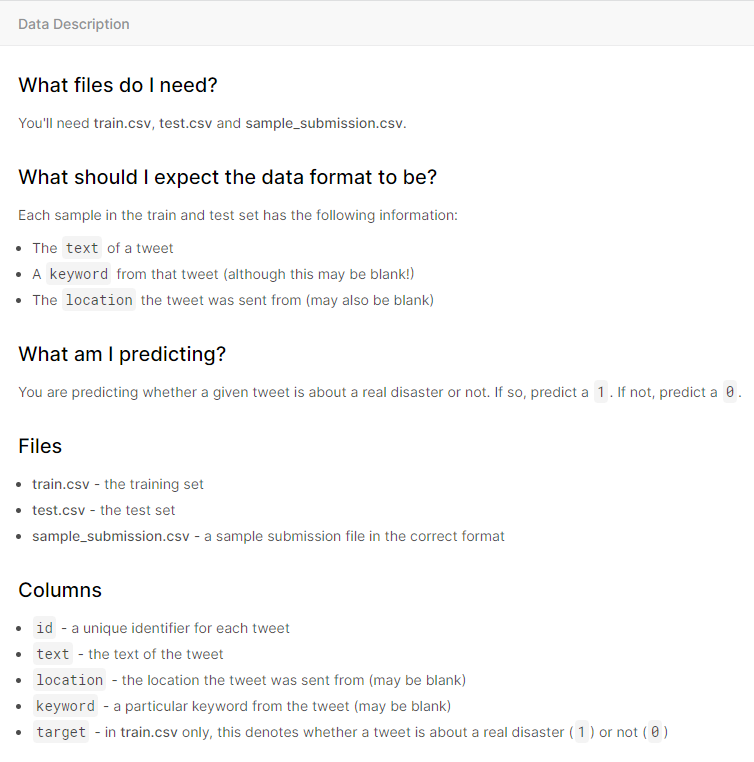 Data Description
What files do I need?
You'll need train.csv, test.csv and sample_submission.csv.
What should I expect the data format to be?
Each sample in the train and test set has the following information:
• The text of a tweet
• A keyword from that tweet (although this may be blank!)
• The location the tweet was sent from (may also be blank)
What am I predicting?
You are predicting whether a given tweet is about a real disaster or not. If so, predict a 1. If not, predict a 0.
Files
• train.csv - the training set
• test.csv - the test set
• sample_submission.csv - a sample submission file in the correct format
Columns
• id - a unique identifier for each tweet
• text - the text of the tweet
• location - the location the tweet was sent from (may be blank)
• keyword - a particular keyword from the tweet (may be blank)
• target - in train.csv only, this denotes whether a tweet is about a real disaster (1) or not (0)